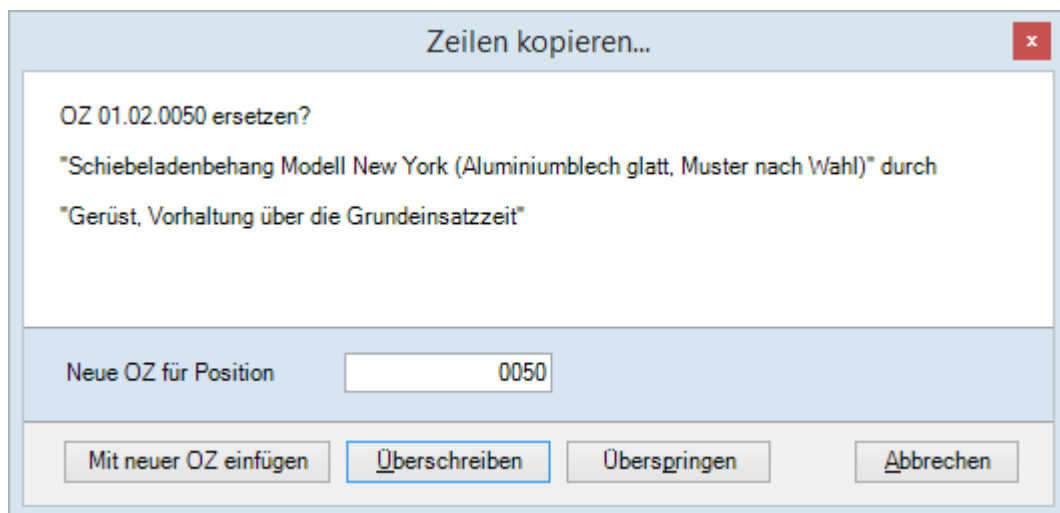 Zeilen kopieren...
x
OZ 01.02.0050 ersetzen?
"Schiebeladenbehang Modell New York (Aluminiumblech glatt, Muster nach Wahl)" durch
"Gerüst, Vorhaltung über die Grundeinsatzzeit"
Neue OZ für Position 0050
Mit neuer OZ einfügen Überschreiben Überspringen Abbrechen